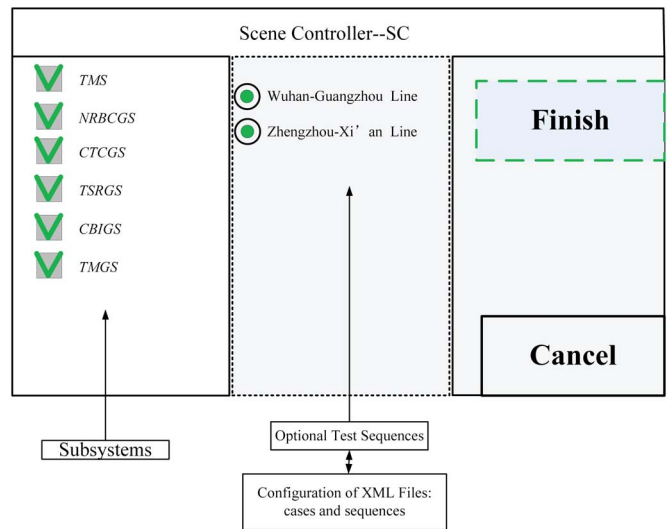 Scene Controller--SC
TMS
NRBCGS
CTCGS
TSRGS
CBIGS
TMGS
Wuhan-Guangzhou Line
Zhengzhou-Xi’an Line
Finish
Cancel
Subsystems
Optional Test Sequences
Configuration of XML Files:
cases and sequences